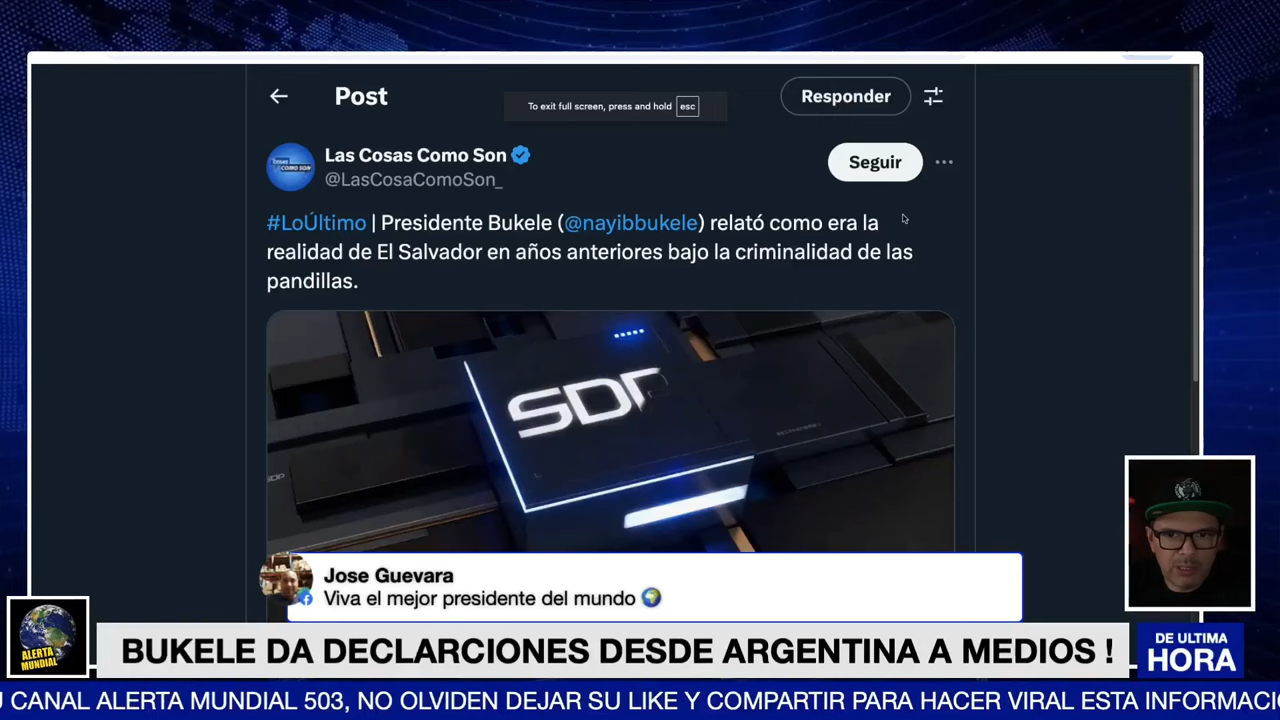 Post
To exit full screen, press and hold esc
Responder
Las Cosas Como Son
@LasCosaComoSon_
Seguir
#LoÚltimo | Presidente Bukele (@nayibbukele) relató como era la
realidad de El Salvador en años anteriores bajo la criminalidad de las
pandillas.
SDP
Jose Guevara
Viva el mejor presidente del mundo 🌍
ALERTA
MUNDIAL
BUKELE DA DECLARCIONES DESDE ARGENTINA A MEDIOS !
DE ULTIMA
HORA
U CANAL ALERTA MUNDIAL 503, NO OLVIDEN DEJAR SU LIKE Y COMPARTIR PARA HACER VIRAL ESTA INFORMACI